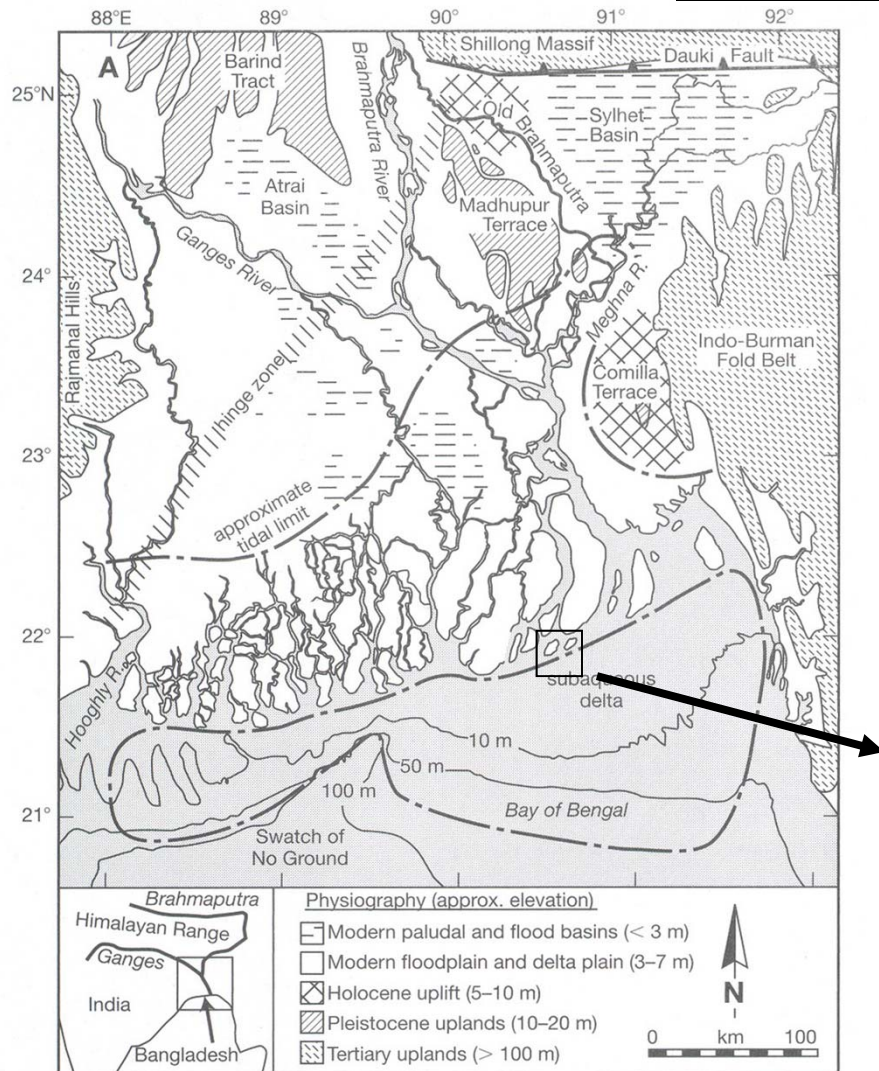 88°E 89° 90° 91° 92°
A
Barind
Tract
Brahmaputra River
Shillong Massif
Dauki Fault
25°N
Old Brahmaputra
Sylhet
Basin
Atrai
Basin
Madhupur
Terrace
Ganges River
24°
Meghna R.
Rajmahal Hills
Indo-Burman
Fold Belt
hinge zone
Comilla
Terrace
23°
approximate
tidal limit
22°
Hooghly R.
subaqueous
delta
10 m
50 m
100 m
21°
Bay of Bengal
Swatch of
No Ground
Brahmaputra
Himalayan Range
Ganges
India
Bangladesh
Physiography (approx. elevation)
Modern paludal and flood basins (< 3 m)
Modern floodplain and delta plain (3–7 m)
Holocene uplift (5–10 m)
Pleistocene uplands (10–20 m)
Tertiary uplands (> 100 m)
N
0 km 100